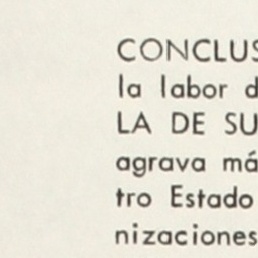 CONCLUS
la labor d
LA DE SU
agrava má
tro Estado
nizaciones